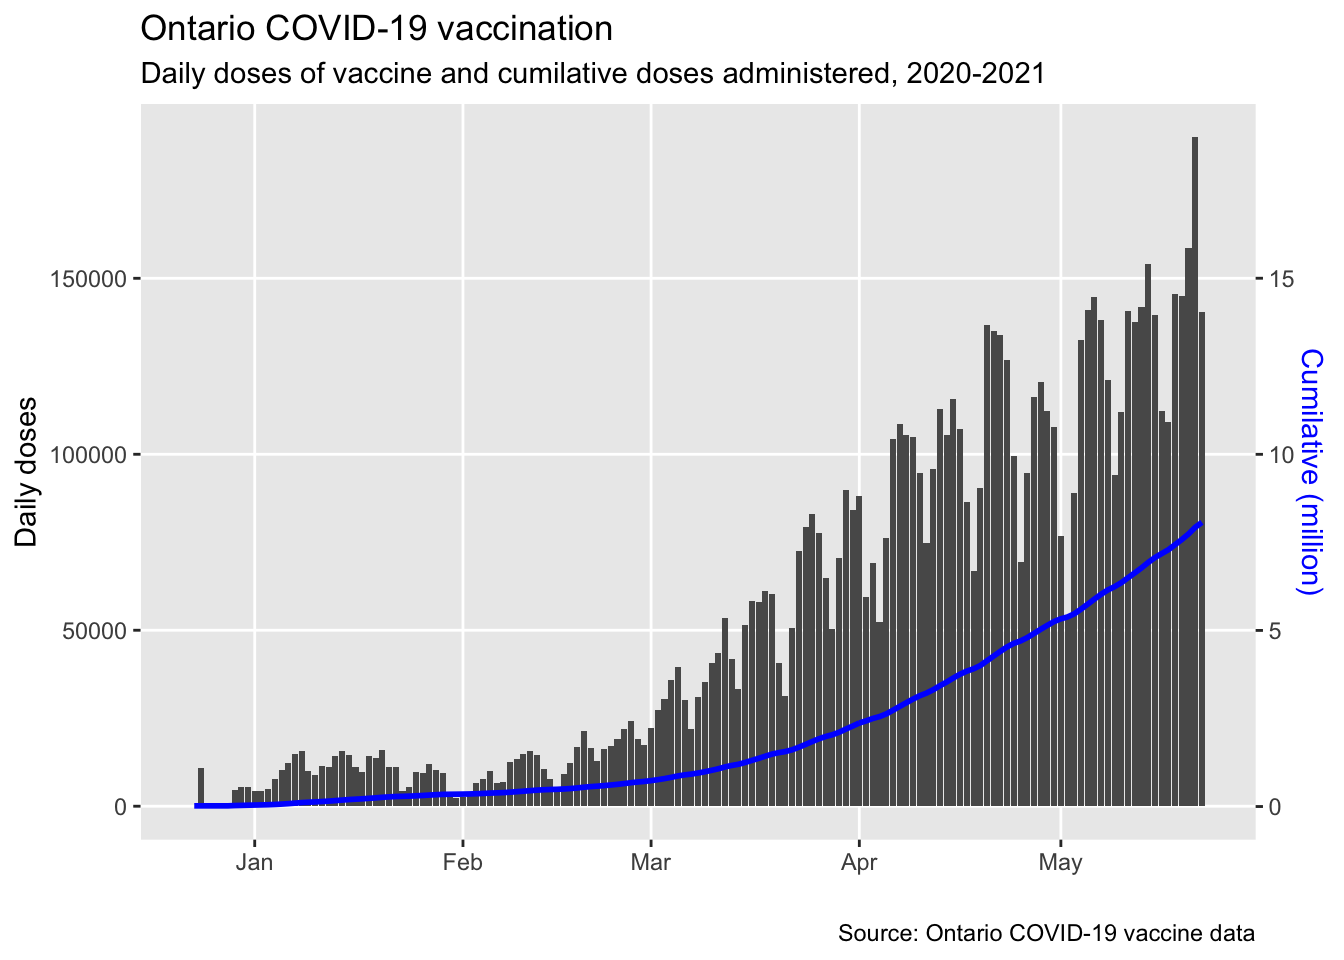 Ontario COVID-19 vaccination
Daily doses of vaccine and cumilative doses administered, 2020-2021
Daily doses
150000
100000
50000
0
15
10
5
0
Cumilative (million)
Jan
Feb
Mar
Apr
May
Source: Ontario COVID-19 vaccine data